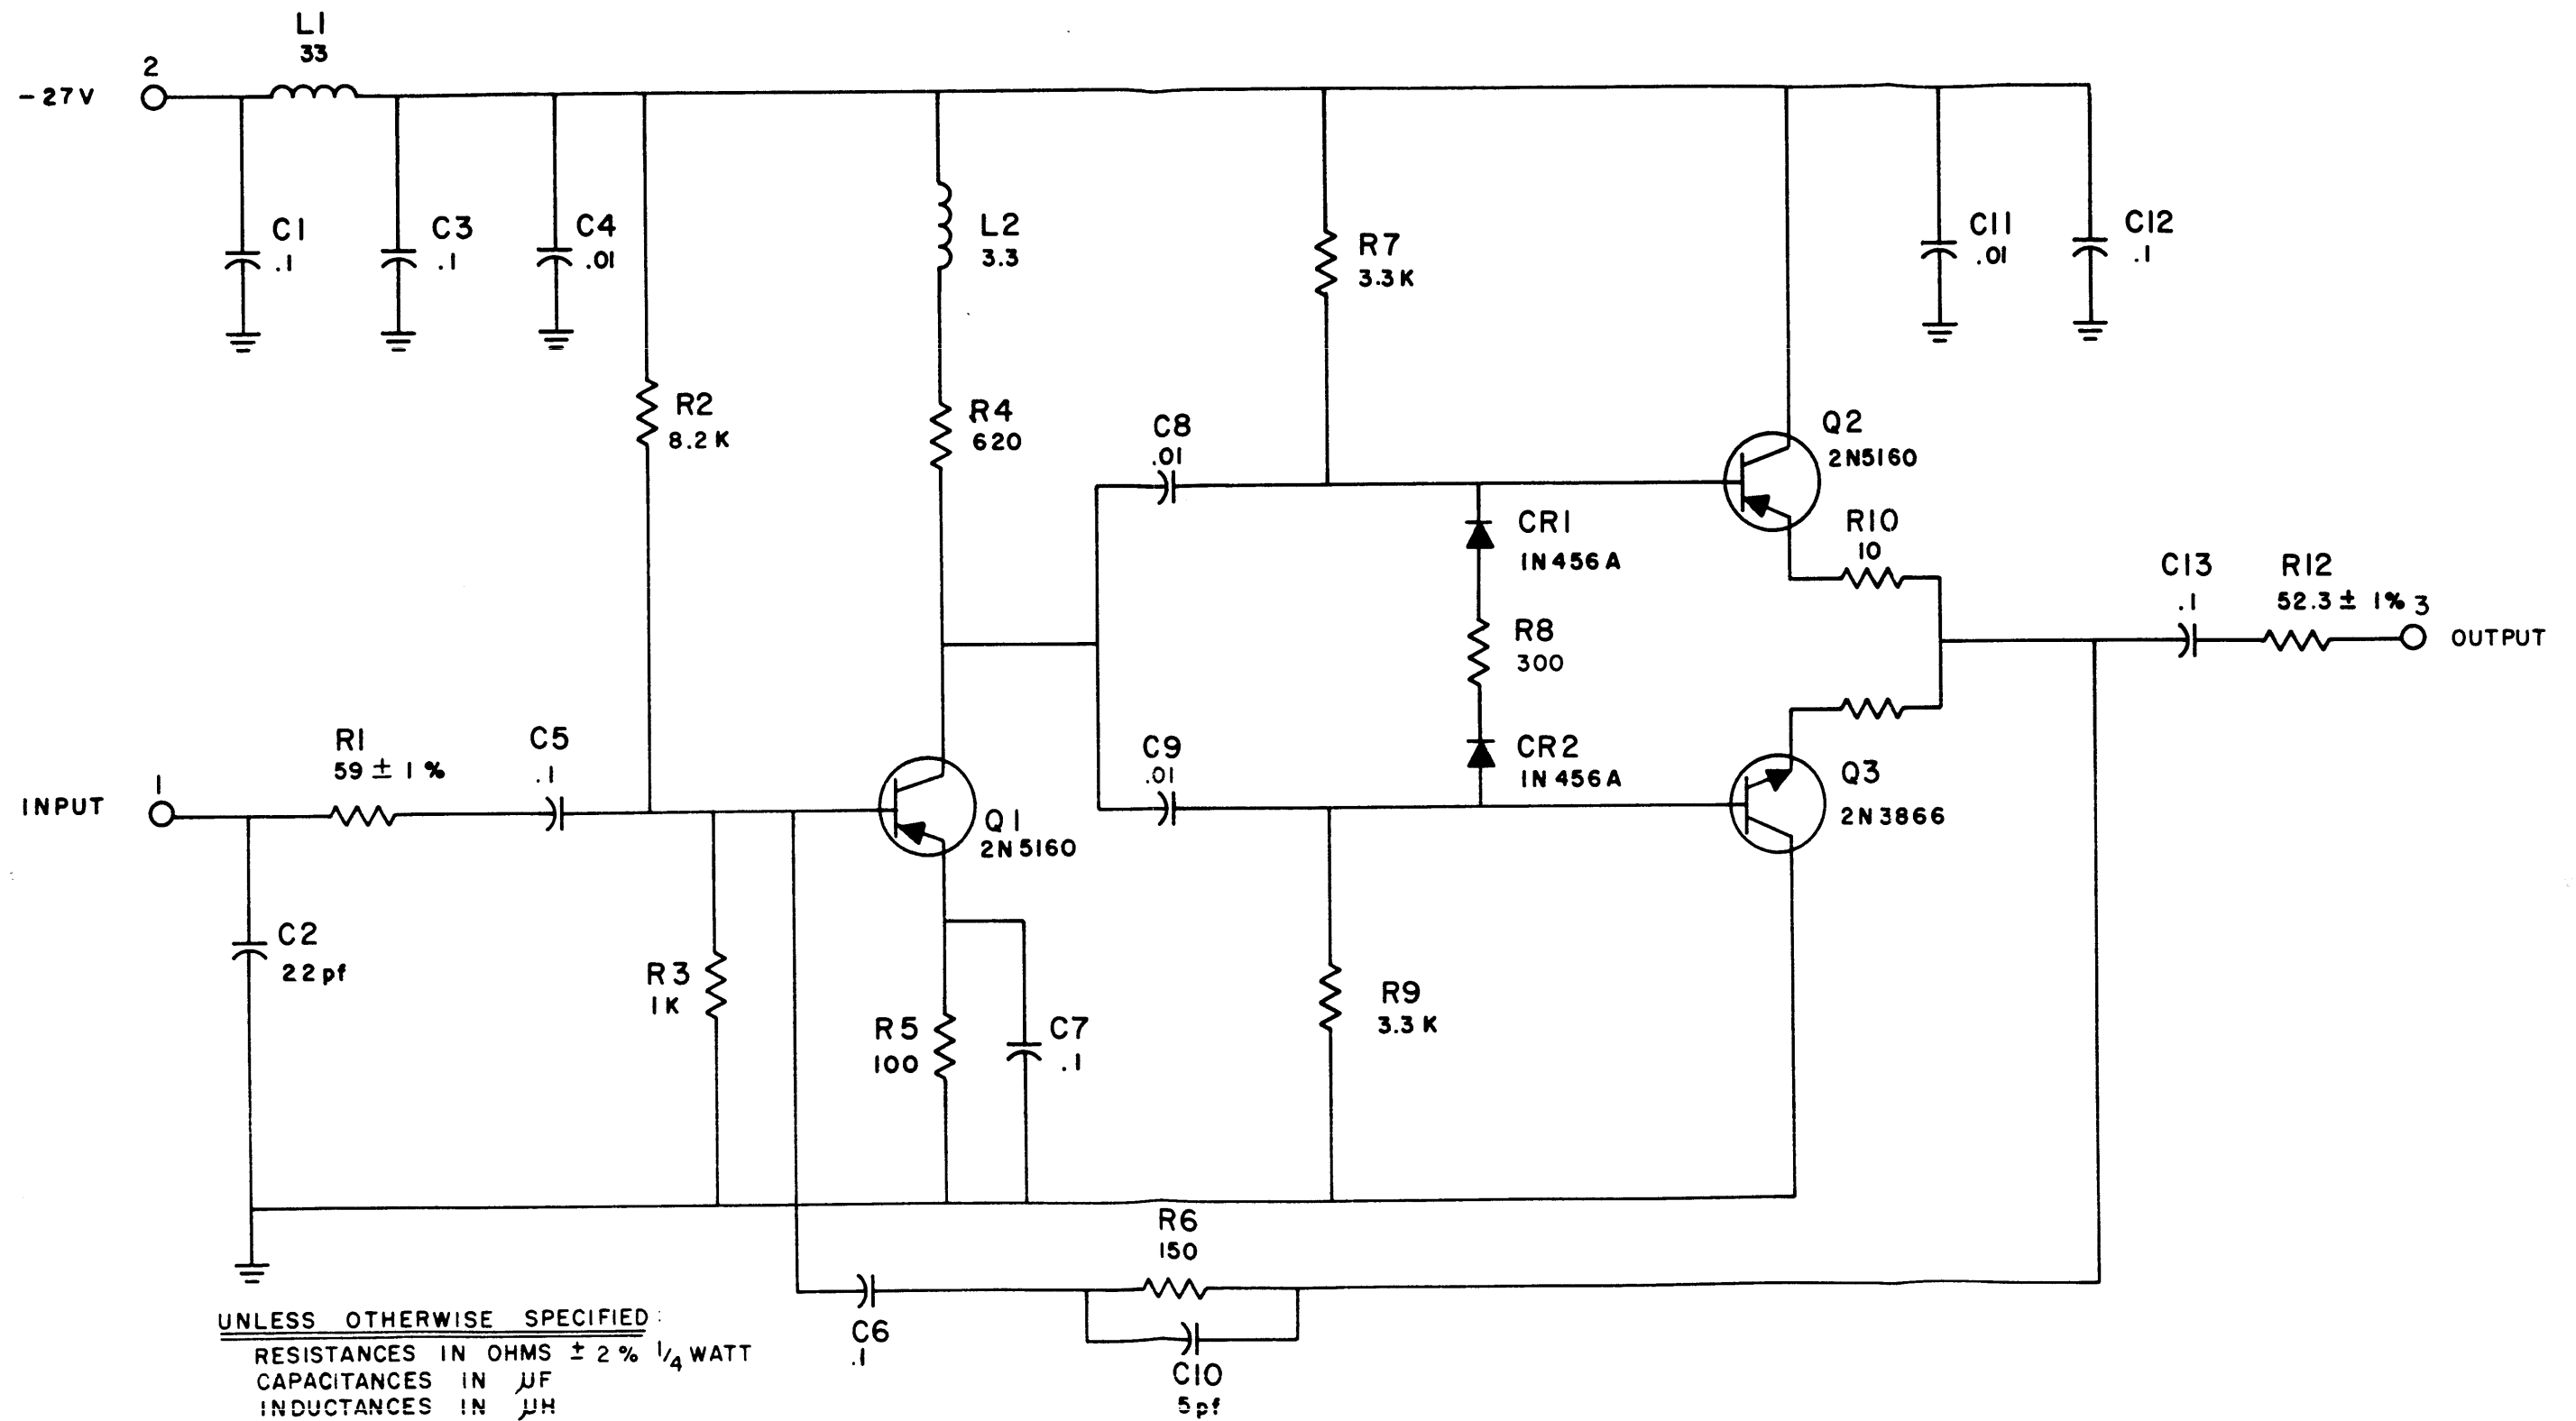 L1
33
2
-27V
C1
.1
C3
.1
C4
.01
L2
3.3
R7
3.3K
C11
.01
C12
.1
R2
8.2K
R4
620
C8
.01
Q2
2N5160
CR1
1N456A
R10
10
C13
.1
R12
52.3 ± 1%
3
OUTPUT
R8
300
R1
59 ± 1%
C5
.1
C9
.01
CR2
1N456A
Q3
2N3866
1
INPUT
Q1
2N5160
C2
22pf
R3
1K
R5
100
C7
.1
R9
3.3K
R6
150
C6
.1
C10
5pf
UNLESS OTHERWISE SPECIFIED:
RESISTANCES IN OHMS ± 2% 1/4 WATT
CAPACITANCES IN µF
INDUCTANCES IN µH